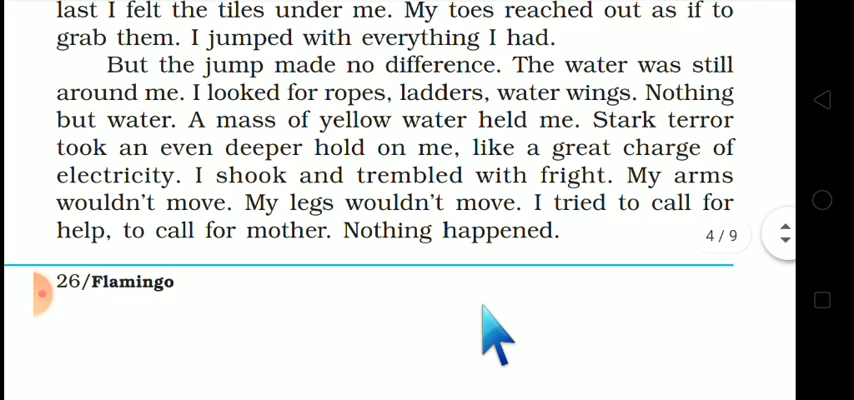 last I felt the tiles under me. My toes reached out as if to
grab them. I jumped with everything I had.
But the jump made no difference. The water was still
around me. I looked for ropes, ladders, water wings. Nothing
but water. A mass of yellow water held me. Stark terror
took an even deeper hold on me, like a great charge of
electricity. I shook and trembled with fright. My arms
wouldn't move. My legs wouldn't move. I tried to call for
help, to call for mother. Nothing happened.
4 / 9
26/Flamingo